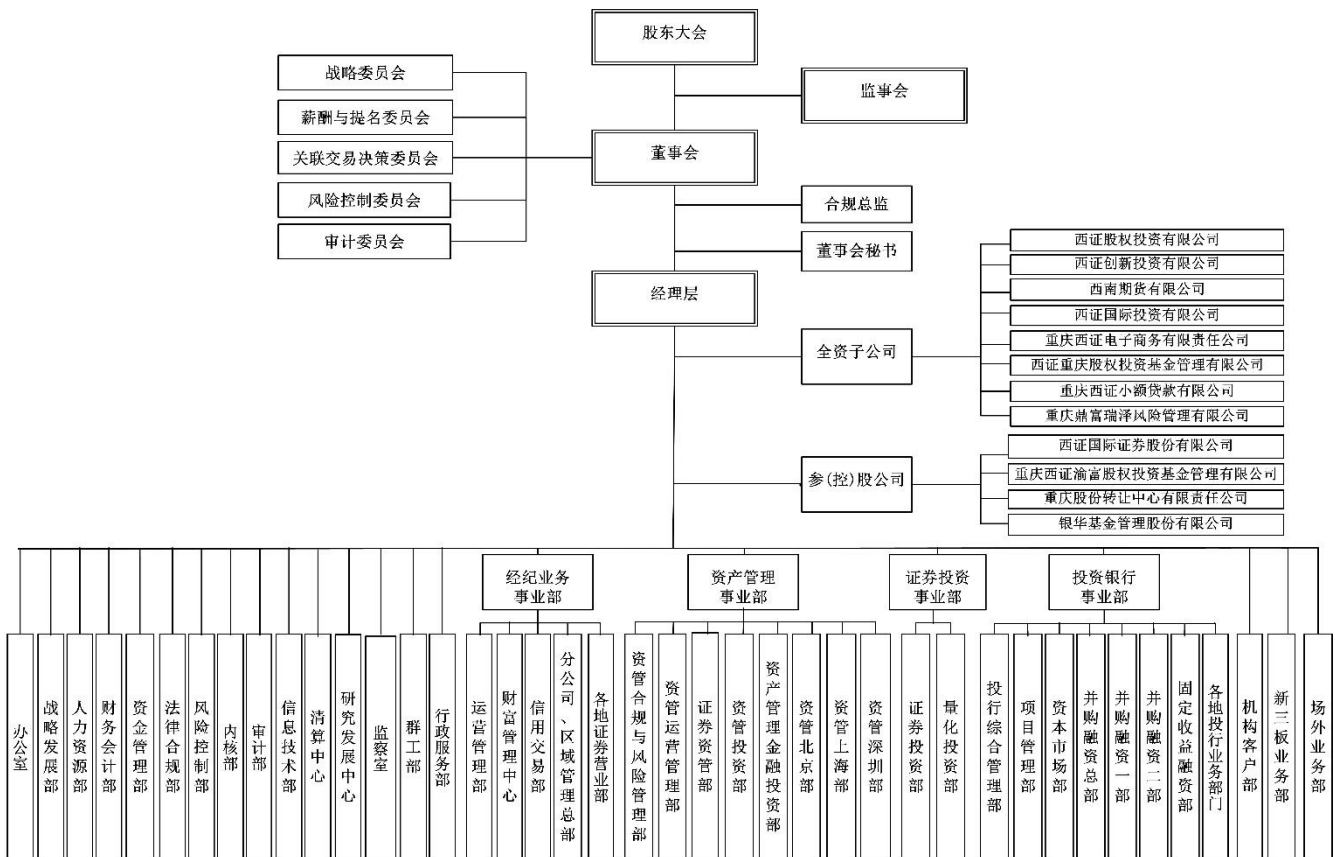 股东大会
战略委员会
监事会
薪酬与提名委员会
董事会
关联交易决策委员会
风险控制委员会
合规总监
审计委员会
董事会秘书
西证股权投资有限公司
西证创新投资有限公司
经理层
西南期货有限公司
西证国际投资有限公司
全资子公司
重庆西证电子商务有限责任公司
西证重庆股权投资基金管理有限公司
重庆西证小额贷款有限公司
重庆鼎富瑞泽风险管理有限公司
西证国际证券股份有限公司
参(控)股公司
重庆西证渝富股权投资基金管理有限公司
重庆股份转让中心有限责任公司
银华基金管理股份有限公司
经纪业务
事业部
资产管理
事业部
证券投资
事业部
投资银行
事业部
办公室
战略发展部
人力资源部
财务会计部
资金管理部
法律合规部
风险控制部
内核部
审计部
信息技术部
清算中心
研究发展中心
监察室
群工部
行政服务部
运营管理部
财富管理中心
信用交易部
分公司、区域管理总部
各地证券营业部
资管合规与风险管理部
资管运营管理部
证券资管部
资管投资部
资产管理金融投资部
资管北京部
资管上海部
资管深圳部
证券投资部
量化投资部
投行综合管理部
项目管理部
资本市场部
并购融资总部
并购融资一部
并购融资二部
固定收益融资部
各地投行业务部门
机构客户部
新三板业务部
场外业务部